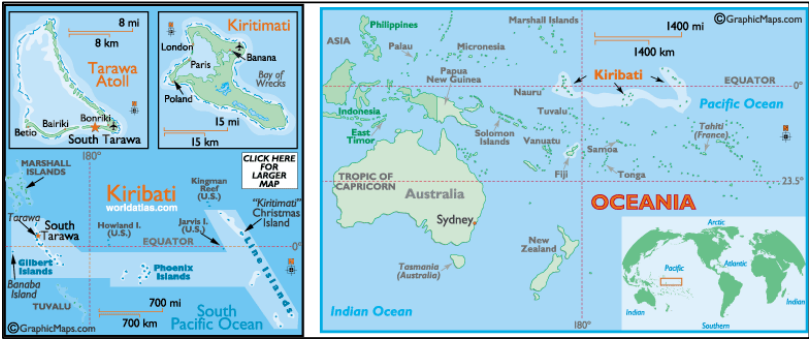 8 mi
8 km
Tarawa
Atoll
Bonriki
Bairiki
Betio
South Tarawa
Kiritimati
London
Banana
Paris
Bay of
Wrecks
Poland
15 mi
15 km
180°
MARSHALL
ISLANDS
CLICK HERE
FOR
LARGER
MAP
Kiribati
worldatlas.com
Kingman
Reef
(U.S.)
"Kiritimati"
Christmas
Island
Tarawa
South
Tarawa
Howland I.
(U.S.)
Jarvis I.
(U.S.)
EQUATOR
0°
Gilbert
Islands
Phoenix
Islands
Line Islands
Banaba
Island
TUVALU
700 mi
700 km
South
Pacific Ocean
©GraphicMaps.com
©GraphicMaps.com
1400 mi
1400 km
Philippines
Marshall Islands
ASIA
Palau
Micronesia
Kiribati
Papua
New Guinea
EQUATOR
0°
Nauru
Pacific Ocean
Indonesia
Tuvalu
East
Timor
Solomon
Islands
Vanuatu
Samoa
Tahiti
(France)
Fiji
Tonga
TROPIC OF
CAPRICORN
23.5°
Australia
OCEANIA
Sydney
New
Zealand
Tasmania
(Australia)
Indian Ocean
180°
Arctic
Pacific
Atlantic
Indian
Indian
Southern